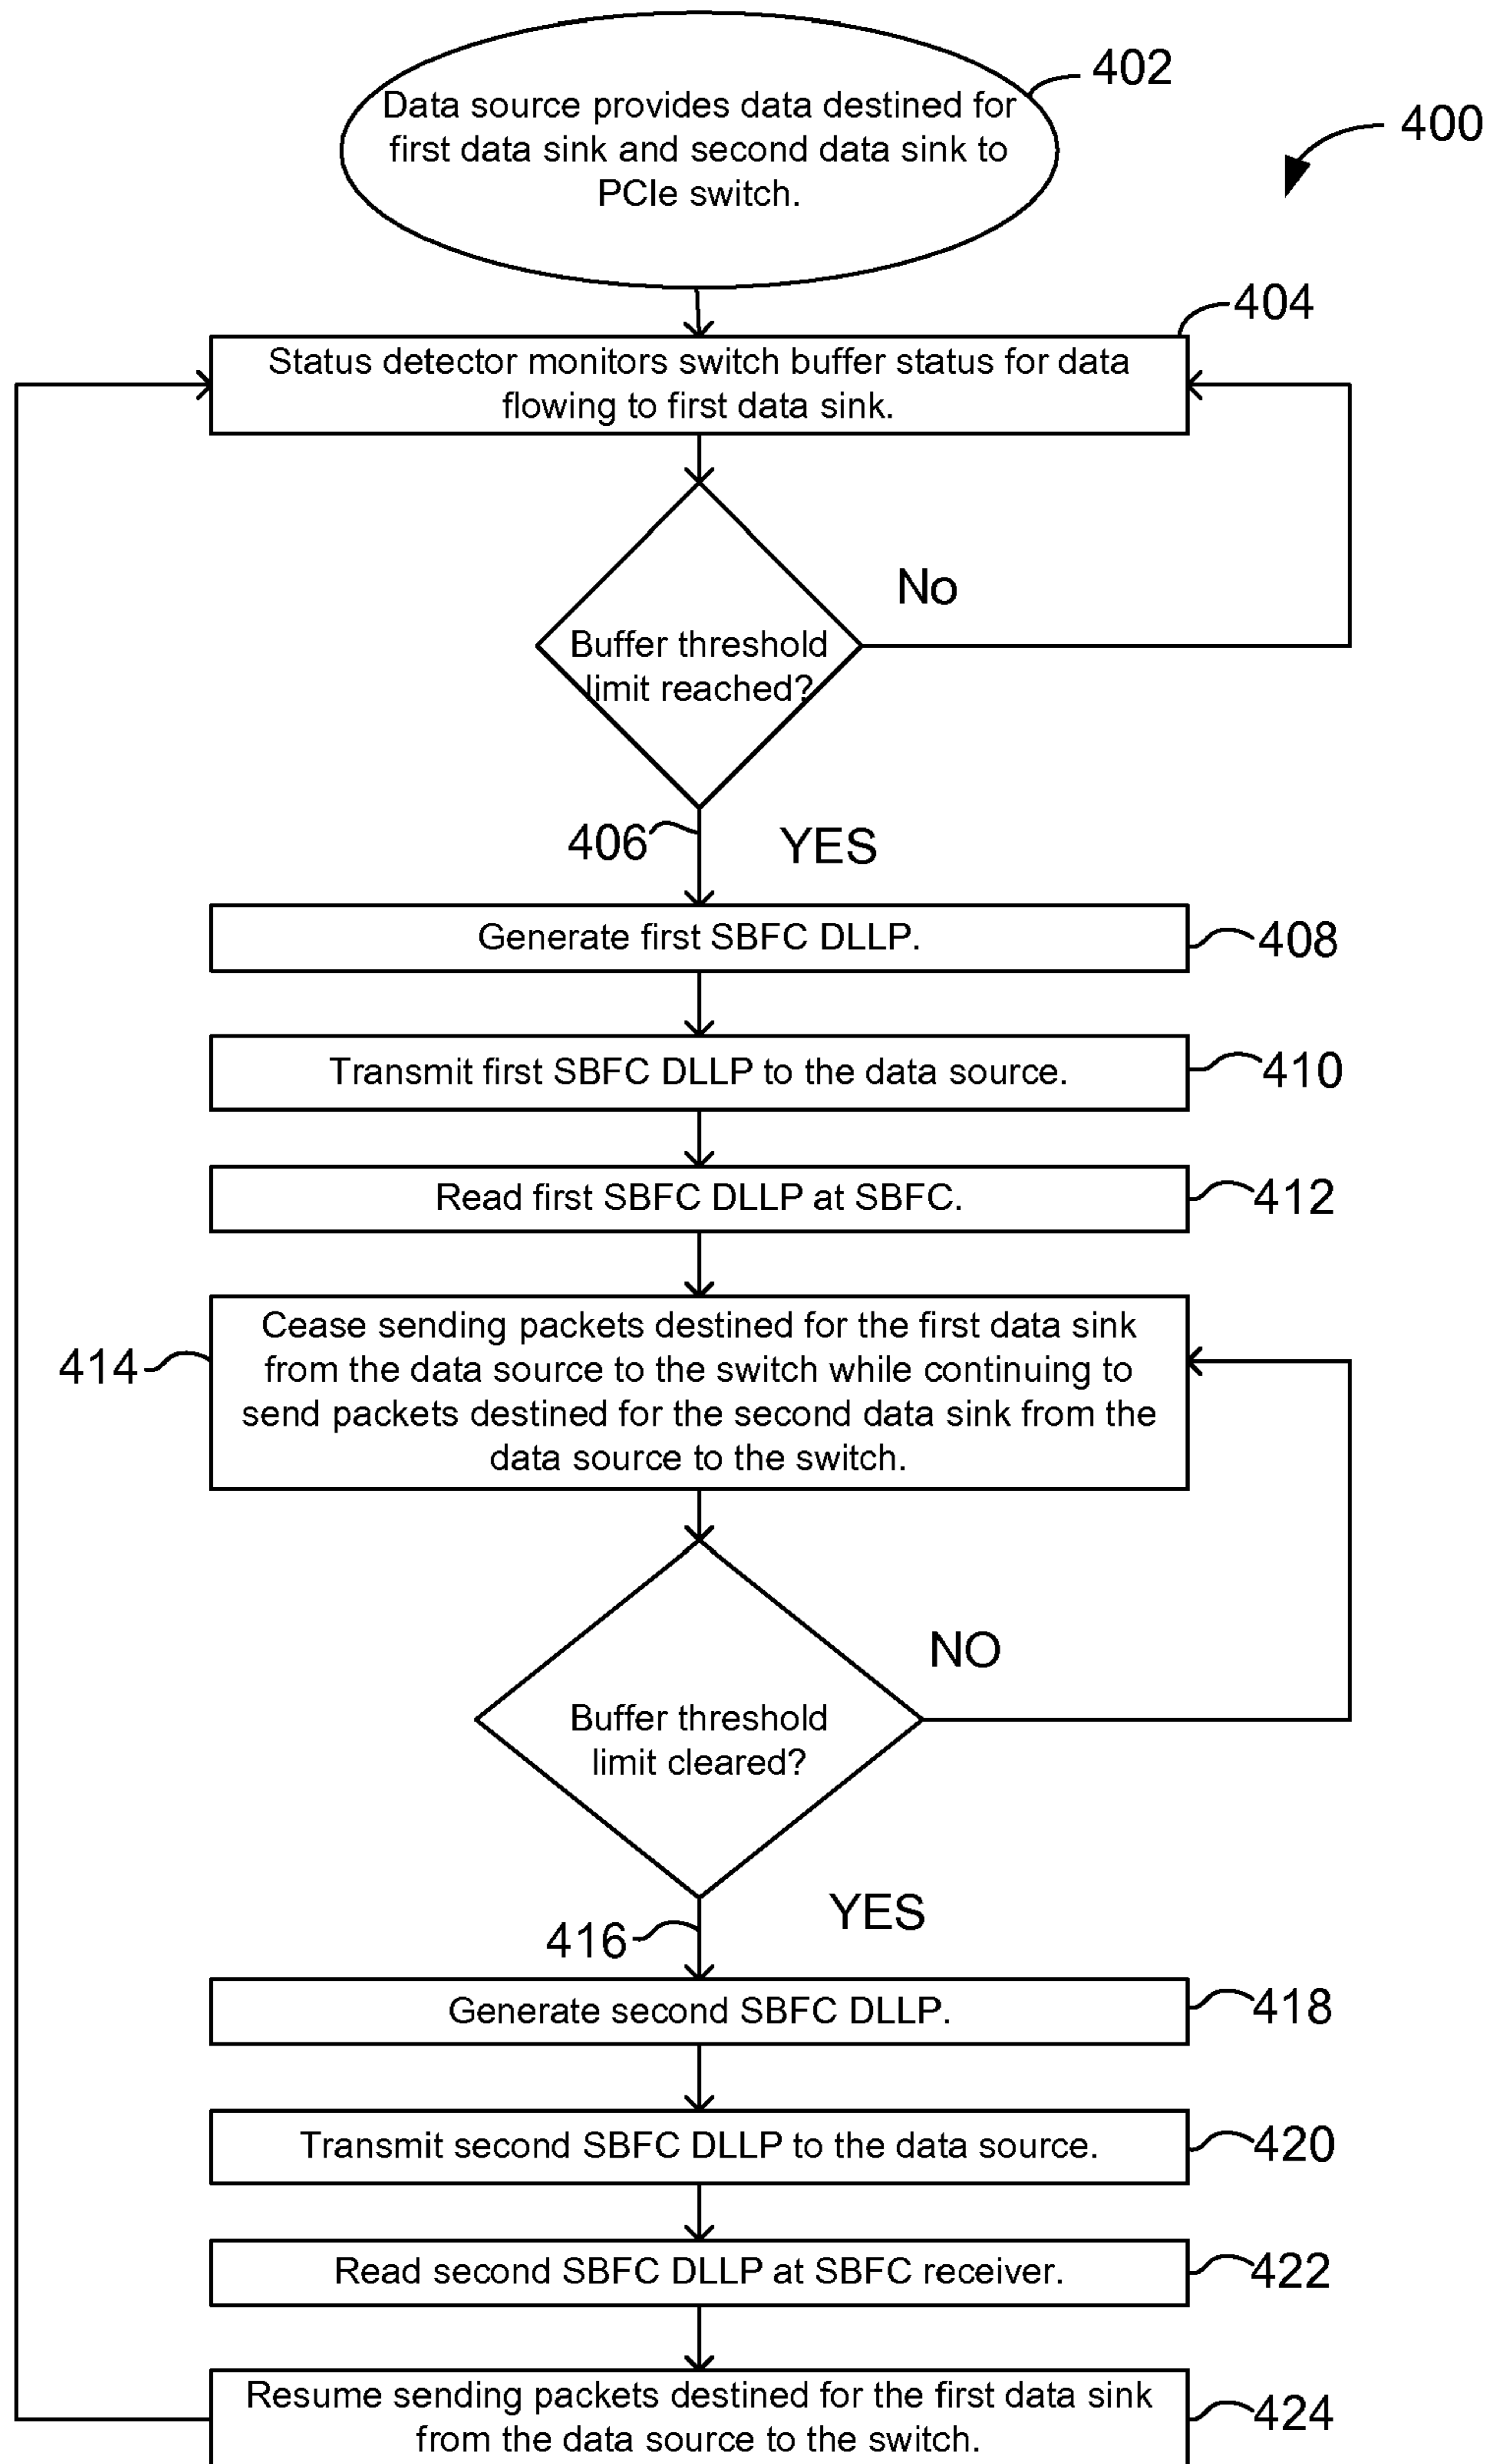 402
Data source provides data destined for
first data sink and second data sink to
PCIe switch.
400
404
Status detector monitors switch buffer status for data
flowing to first data sink.
No
Buffer threshold
limit reached?
406
YES
Generate first SBFC DLLP.
408
Transmit first SBFC DLLP to the data source.
410
Read first SBFC DLLP at SBFC.
412
Cease sending packets destined for the first data sink
from the data source to the switch while continuing to
send packets destined for the second data sink from the
data source to the switch.
414
NO
Buffer threshold
limit cleared?
YES
416
Generate second SBFC DLLP.
418
Transmit second SBFC DLLP to the data source.
420
Read second SBFC DLLP at SBFC receiver.
422
Resume sending packets destined for the first data sink
from the data source to the switch.
424